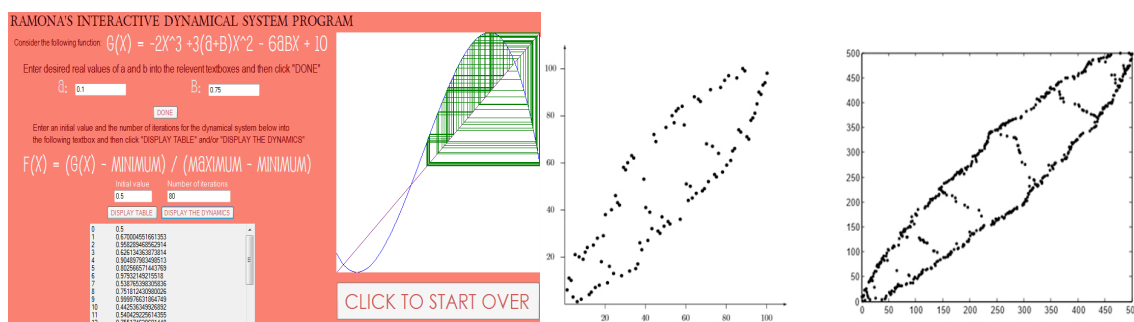 RAMONA'S INTERACTIVE DYNAMICAL SYSTEM PROGRAM
Consider the following function: G(X) = -2X^3 +3(a+B)X^2 - 6aBX + 10
Enter desired real values of a and b into the relevent textboxes and then click "DONE"
a: 0.1 B: 0.75
DONE
Enter an initial value and the number of iterations for the dynamical system below into
the following textbox and then click "DISPLAY TABLE" and/or "DISPLAY THE DYNAMICS"
F(X) = (G(X) - MINIMUM) / (MAXIMUM - MINIMUM)
Initial value Number of iterations
0.5 80
DISPLAY TABLE DISPLAY THE DYNAMICS
0 0.5
1 0.670004551661353
2 0.958289468562914
3 0.626134363873814
4 0.904897983498513
5 0.802566571443769
6 0.97932149215518
7 0.538765398305836
8 0.751812430980026
9 0.999976631864749
10 0.442536349926892
11 0.540429225614355
CLICK TO START OVER
100
80
60
40
20
20 40 60 80 100
500
450
400
350
300
250
200
150
100
50
0
0 50 100 150 200 250 300 350 400 450 500